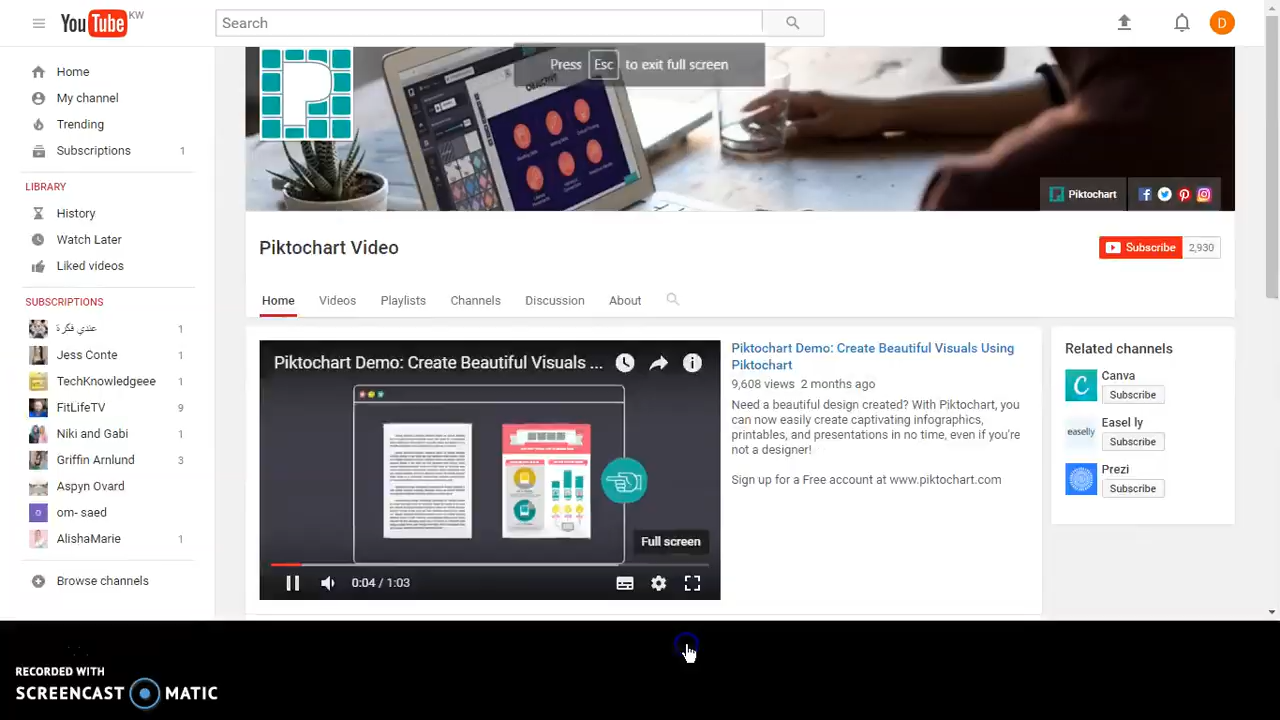 YouTube KW
Search
Press Esc to exit full screen
Home
My channel
Trending
Subscriptions 1
LIBRARY
History
Watch Later
Liked videos
SUBSCRIPTIONS
عندي فكرة 1
Jess Conte 1
TechKnowledgeee 1
FitLifeTV 9
Niki and Gabi 1
Griffin Arnlund 3
Aspyn Ovard 1
om- saed
AlishaMarie 1
Browse channels
OBJECTIVE
Piktochart
Piktochart Video
Subscribe 2,930
Home Videos Playlists Channels Discussion About
Piktochart Demo: Create Beautiful Visuals ...
Full screen
0:04 / 1:03
Piktochart Demo: Create Beautiful Visuals Using
Piktochart
9,608 views 2 months ago
Need a beautiful design created? With Piktochart, you
can now easily create captivating infographics,
printables, and presentations in no time, even if you're
not a designer!
Sign up for a Free account at www.piktochart.com
Related channels
Canva
Subscribe
Easel ly
easelly
Subscribe
Prezi
Subscribe
D
RECORDED WITH
SCREENCAST MATIC